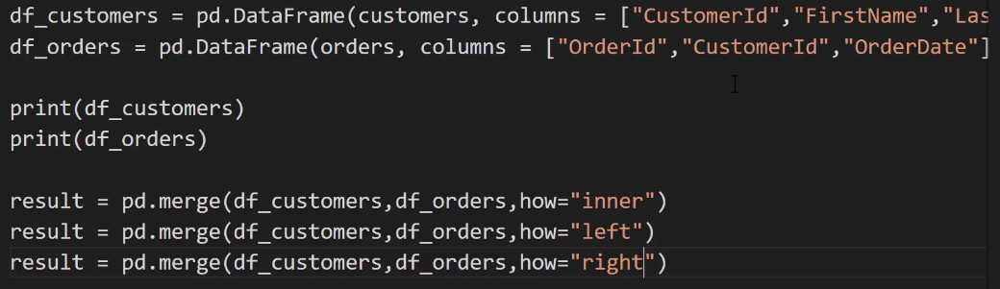 df_customers = pd.DataFrame(customers, columns = ["CustomerId","FirstName","Las
df_orders = pd.DataFrame(orders, columns = ["OrderId","CustomerId","OrderDate"]
print(df_customers)
print(df_orders)
result = pd.merge(df_customers,df_orders,how="inner")
result = pd.merge(df_customers,df_orders,how="left")
result = pd.merge(df_customers,df_orders,how="right")